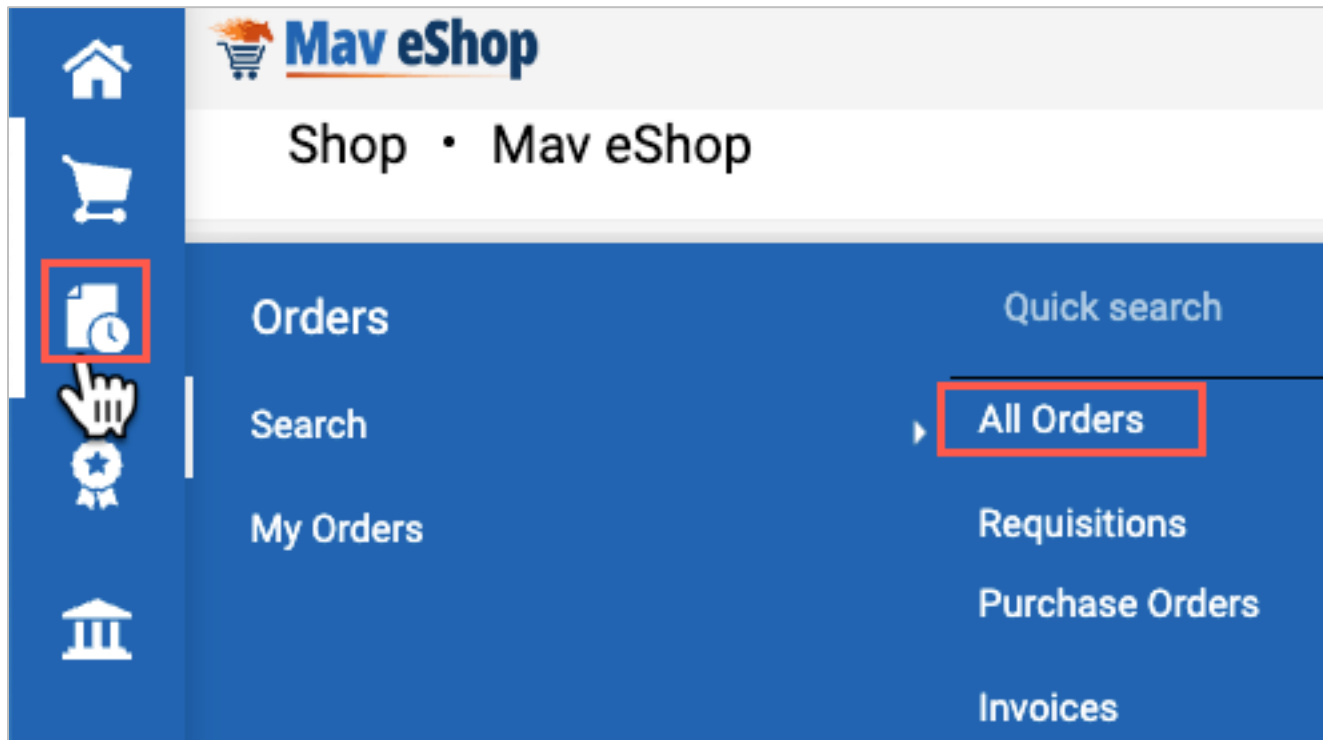 Mav eShop
Shop • Mav eShop
Orders
Quick search
Search
All Orders
My Orders
Requisitions
Purchase Orders
Invoices